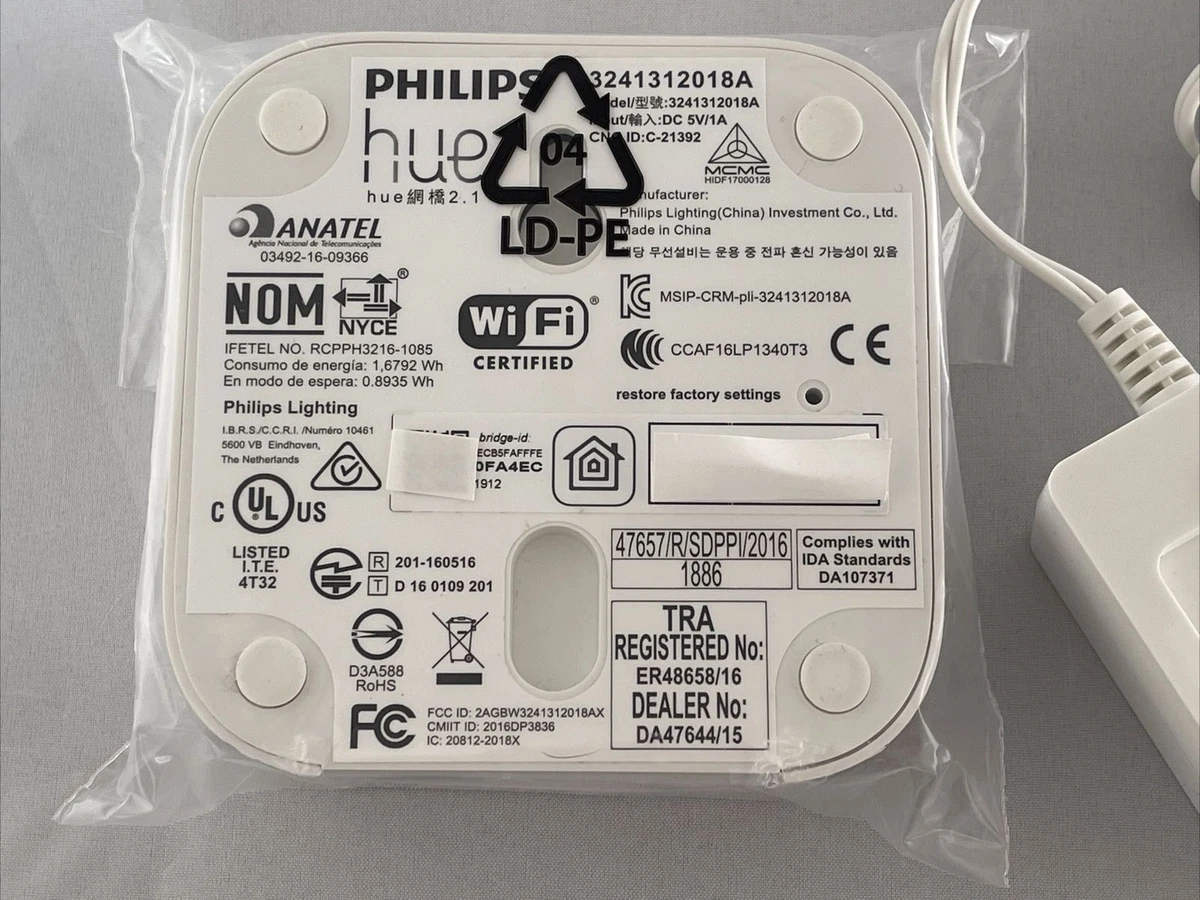 PHILIPS
hue
hue網橋2.1
04
LD-PE
3241312018A
/型號:3241312018A
/輸入:DC 5V/1A
ID:C-21392
MCMC
HIDF17000128
Philips Lighting(China) Investment Co., Ltd.
Made in China
무선설비는 운용 중 전파 혼신 가능성이 있음
MSIP-CRM-pli-3241312018A
CCAF16LP1340T3
CE
restore factory settings
ANATEL
Agência Nacional de Telecomunicações
03492-16-09366
NOM
NYCE
®
IFETEL NO. RCPPH3216-1085
Consumo de energía: 1,6792 Wh
En modo de espera: 0.8935 Wh
Wi Fi ®
CERTIFIED
Philips Lighting
I.B.R.S./C.C.R.I. /Numéro 10461
5600 VB Eindhoven,
The Netherlands
bridge-id:
ECB5FAFFFE
0FA4EC
1912
C UL ® US
LISTED
I.T.E.
4T32
R 201-160516
T D 16 0109 201
47657/R/SDPPI/2016
1886
Complies with
IDA Standards
DA107371
D3A588
RoHS
TRA
REGISTERED No:
ER48658/16
DEALER No:
DA47644/15
FC
FCC ID: 2AGBW3241312018AX
CMIIT ID: 2016DP3836
IC: 20812-2018X